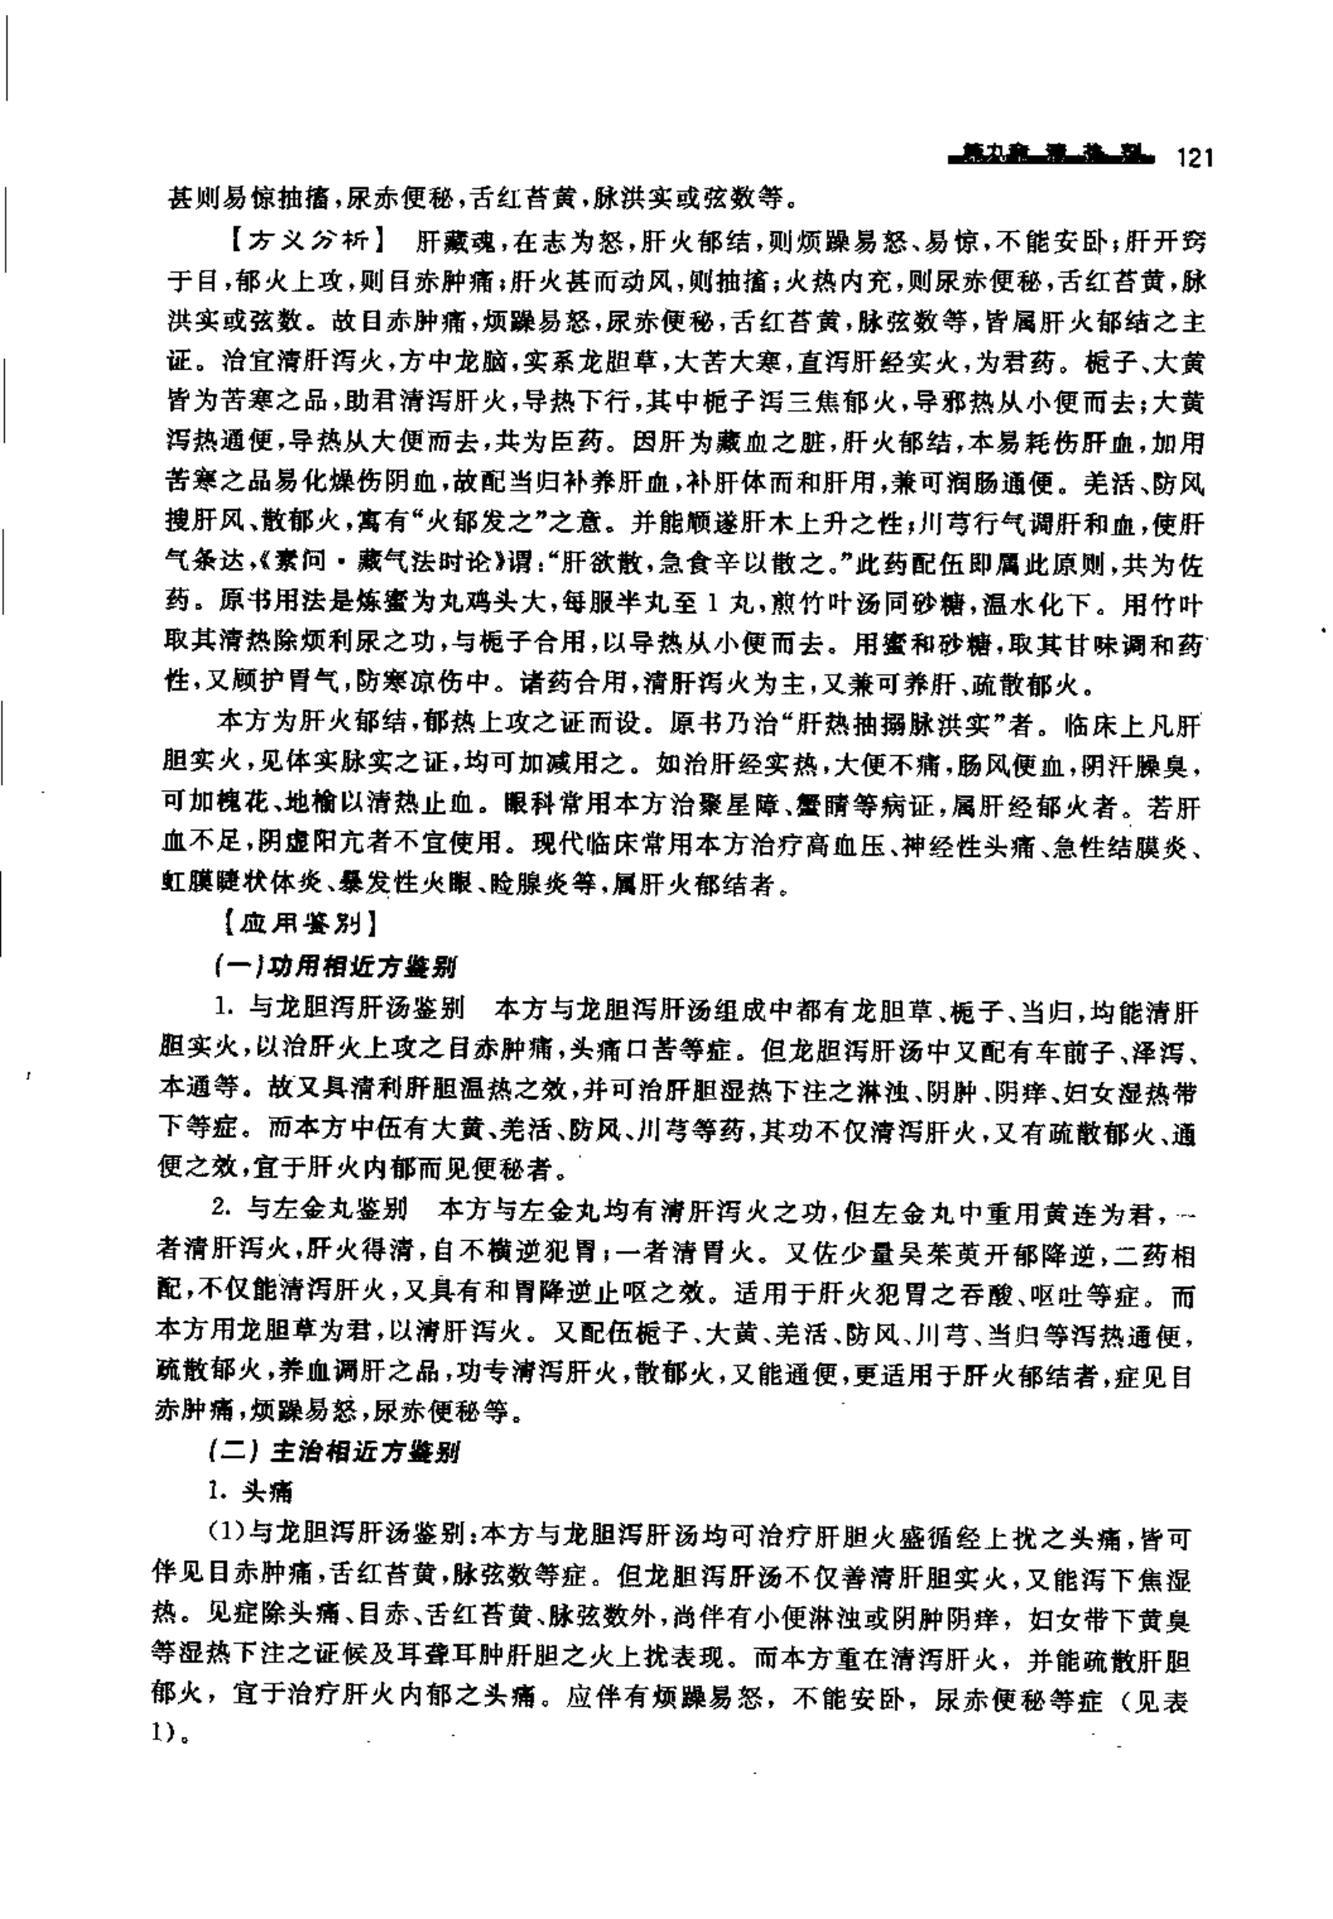 第九章 清热剂 121
甚则易惊抽搐,尿赤便秘,舌红苔黄,脉洪实或弦数等。
【方义分析】 肝藏魂,在志为怒,肝火郁结,则烦躁易怒、易惊,不能安卧;肝开窍
于目,郁火上攻,则目赤肿痛;肝火甚而动风,则抽搐;火热内充,则尿赤便秘,舌红苔黄,脉
洪实或弦数。故目赤肿痛,烦躁易怒,尿赤便秘,舌红苔黄,脉弦数等,皆属肝火郁结之主
证。治宜清肝泻火,方中龙脑,实系龙胆草,大苦大寒,直泻肝经实火,为君药。栀子、大黄
皆为苦寒之品,助君清泻肝火,导热下行,其中栀子泻三焦郁火,导邪热从小便而去;大黄
泻热通便,导热从大便而去,共为臣药。因肝为藏血之脏,肝火郁结,本易耗伤肝血,加用
苦寒之品易化燥伤阴血,故配当归补养肝血,补肝体而和肝用,兼可润肠通便。羌活、防风
搜肝风、散郁火,寓有“火郁发之”之意。并能顺遂肝木上升之性;川芎行气调肝和血,使肝
气条达,《素问·藏气法时论》谓:“肝欲散,急食辛以散之。”此药配伍即属此原则,共为佐
药。原书用法是炼蜜为丸鸡头大,每服半丸至 1 丸,煎竹叶汤同砂糖,温水化下。用竹叶
取其清热除烦利尿之功,与栀子合用,以导热从小便而去。用蜜和砂糖,取其甘味调和药
性,又顾护胃气,防寒凉伤中。诸药合用,清肝泻火为主,又兼可养肝、疏散郁火。
本方为肝火郁结,郁热上攻之证而设。原书乃治“肝热抽搦脉洪实”者。临床上凡肝
胆实火,见体实脉实之证,均可加减用之。如治肝经实热,大便不痛,肠风便血,阴汗臊臭,
可加槐花、地榆以清热止血。眼科常用本方治聚星障、蟹睛等病证,属肝经郁火者。若肝
血不足,阴虚阳亢者不宜使用。现代临床常用本方治疗高血压、神经性头痛、急性结膜炎、
虹膜睫状体炎、暴发性火眼、睑腺炎等,属肝火郁结者。
【应用鉴别】
(一)功用相近方鉴别
1. 与龙胆泻肝汤鉴别 本方与龙胆泻肝汤组成中都有龙胆草、栀子、当归,均能清肝
胆实火,以治肝火上攻之目赤肿痛,头痛口苦等症。但龙胆泻肝汤中又配有车前子、泽泻、
本通等。故又具清利肝胆温热之效,并可治肝胆湿热下注之淋浊、阴肿、阴痒、妇女湿热带
下等症。而本方中伍有大黄、羌活、防风、川芎等药,其功不仅清泻肝火,又有疏散郁火、通
便之效,宜于肝火内郁而见便秘者。
2. 与左金丸鉴别 本方与左金丸均有清肝泻火之功,但左金丸中重用黄连为君,一
者清肝泻火,肝火得清,自不横逆犯胃;一者清胃火。又佐少量吴茱萸开郁降逆,二药相
配,不仅能清泻肝火,又具有和胃降逆止呕之效。适用于肝火犯胃之吞酸、呕吐等症。而
本方用龙胆草为君,以清肝泻火。又配伍栀子、大黄、羌活、防风、川芎、当归等泻热通便,
疏散郁火,养血调肝之品,功专清泻肝火,散郁火,又能通便,更适用于肝火郁结者,症见目
赤肿痛,烦躁易怒,尿赤便秘等。
(二)主治相近方鉴别
1. 头痛
(1)与龙胆泻肝汤鉴别:本方与龙胆泻肝汤均可治疗肝胆火盛循经上扰之头痛,皆可
伴见目赤肿痛,舌红苔黄,脉弦数等症。但龙胆泻肝汤不仅善清肝胆实火,又能泻下焦湿
热。见症除头痛、目赤、舌红苔黄、脉弦数外,尚伴有小便淋浊或阴肿阴痒，妇女带下黄臭
等湿热下注之证候及耳聋耳肿肝胆之火上扰表现。而本方重在清泻肝火，并能疏散肝胆
郁火，宜于治疗肝火内郁之头痛。应伴有烦躁易怒，不能安卧，尿赤便秘等症（见表
1)。